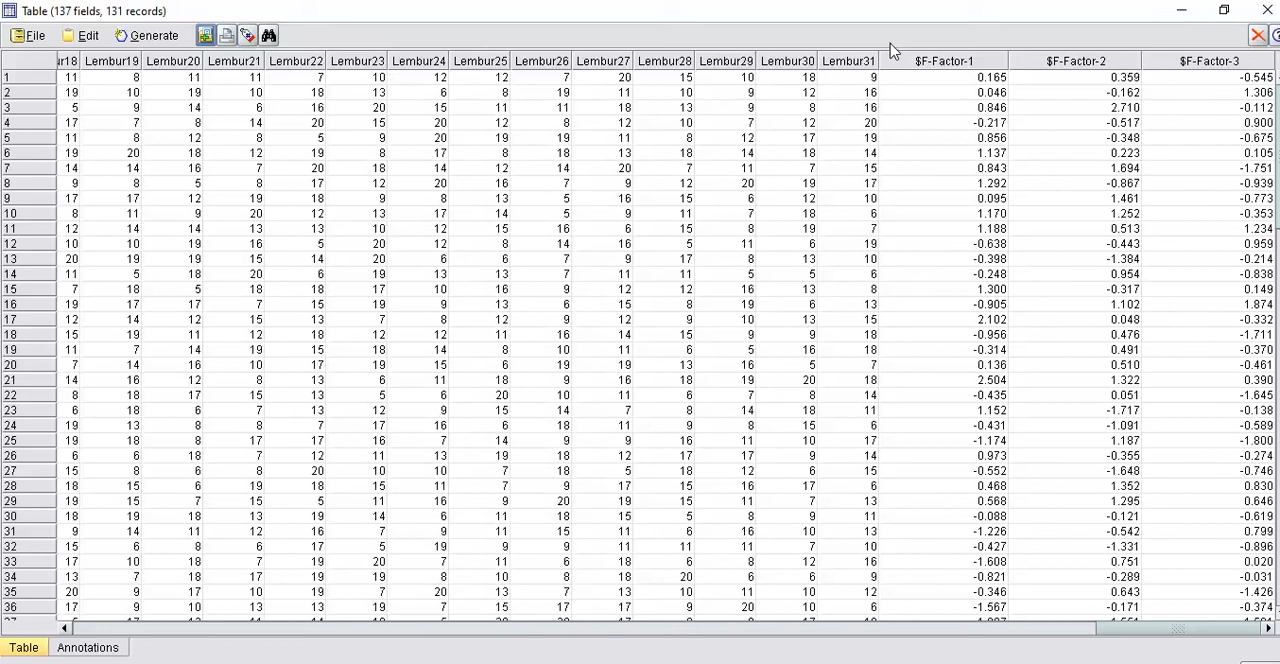 Table (137 fields, 131 records)
File Edit Generate
ur18 Lembur19 Lembur20 Lembur21 Lembur22 Lembur23 Lembur24 Lembur25 Lembur26 Lembur27 Lembur28 Lembur29 Lembur30 Lembur31 $F-Factor-1 $F-Factor-2 $F-Factor-3
1 11 8 11 11 7 10 12 12 7 20 15 10 18 9 0.165 0.359 -0.545
2 19 10 19 10 18 13 6 8 19 11 10 9 12 16 0.046 -0.162 1.306
3 5 9 14 6 16 20 15 11 11 18 13 9 8 16 0.846 2.710 -0.112
4 17 7 8 14 20 15 20 12 8 12 10 7 12 20 -0.217 -0.517 0.900
5 11 8 12 8 5 9 20 19 19 11 8 12 17 19 0.856 -0.348 -0.675
6 19 20 18 12 19 8 17 8 18 13 18 14 18 14 1.137 0.223 0.105
7 14 14 16 7 20 18 14 12 14 20 7 11 7 15 0.843 1.694 -1.751
8 9 8 5 8 17 12 20 16 7 9 12 20 19 17 1.292 -0.867 -0.939
9 17 17 12 19 18 9 8 13 5 16 15 6 12 10 0.095 1.461 -0.773
10 8 11 9 20 12 13 17 14 5 9 11 7 18 6 1.170 1.252 -0.353
11 12 14 14 13 13 10 12 15 16 6 15 8 19 7 1.188 0.513 1.234
12 10 10 19 16 5 20 12 8 14 16 5 11 6 19 -0.638 -0.443 0.959
13 20 19 19 15 14 20 6 6 7 9 17 8 13 10 -0.398 -1.384 -0.214
14 11 5 18 20 6 19 13 13 7 11 11 5 5 6 -0.248 0.954 -0.838
15 7 18 5 18 18 17 10 16 9 12 12 16 13 8 1.300 -0.317 0.149
16 19 17 17 7 15 19 9 13 6 15 8 19 6 13 -0.905 1.102 1.874
17 12 14 12 15 13 7 8 12 9 12 9 10 13 15 2.102 0.048 -0.332
18 15 19 11 12 18 12 12 11 16 14 15 9 9 18 -0.956 0.476 -1.711
19 11 7 14 19 15 18 14 8 10 11 6 5 16 18 -0.314 0.491 -0.370
20 7 14 16 10 17 19 15 6 19 19 13 16 5 7 0.136 0.510 -0.461
21 14 16 12 8 13 6 11 18 9 16 18 19 20 18 2.504 1.322 0.390
22 8 18 17 15 13 5 6 20 10 11 6 7 8 14 -0.435 0.051 -1.645
23 6 18 6 7 13 12 9 15 14 7 8 14 18 11 1.152 -1.717 -0.138
24 19 13 8 8 7 17 16 6 18 11 9 8 15 6 -0.431 -1.091 -0.589
25 19 18 8 17 17 16 7 14 9 9 16 11 10 17 -1.174 1.187 -1.800
26 6 6 18 7 12 11 13 19 18 12 17 17 9 14 0.973 -0.355 -0.274
27 15 8 6 8 20 10 10 7 18 5 18 12 6 15 -0.552 -1.648 -0.746
28 18 15 6 19 18 15 11 7 9 17 15 16 17 6 0.468 1.352 0.830
29 19 15 7 15 5 11 16 9 20 19 15 11 7 13 0.568 1.295 0.646
30 18 19 18 13 19 14 6 11 18 15 5 8 9 11 -0.088 -0.121 -0.619
31 9 14 11 12 16 7 9 11 15 11 6 16 10 13 -1.226 -0.542 0.799
32 15 6 8 6 17 5 19 9 9 11 11 11 7 10 -0.427 -1.331 -0.896
33 17 10 18 7 19 20 7 11 6 18 6 8 12 16 -1.608 0.751 0.020
34 13 7 18 17 19 19 8 10 8 18 20 6 6 9 -0.821 -0.289 -0.031
35 20 9 17 10 19 7 20 13 7 13 10 11 10 12 -0.346 0.643 -1.426
36 17 9 10 13 13 19 7 15 17 17 9 20 10 6 -1.567 -0.171 -0.374
Table Annotations